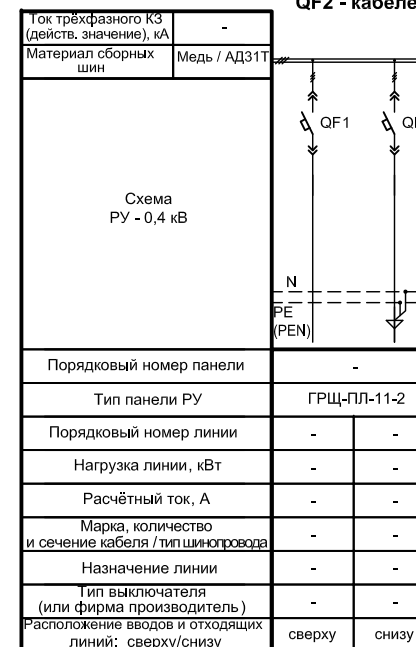 QF2 - кабеле
Ток трёхфазного КЗ
(действ. значение), кА
-
Материал сборных
шин
Медь / АД31Т
QF1
Схема
РУ - 0,4 кВ
N
PE
(PEN)
Порядковый номер панели
-
Тип панели РУ
ГРЩ-ПЛ-11-2
Порядковый номер линии
- -
Нагрузка линии, кВт
- -
Расчётный ток, А
- -
Марка, количество
и сечение кабеля / тип шинопровода
- -
Назначение линии
- -
Тип выключателя
(или фирма производитель)
- -
Расположение вводов и отходящих
линий: сверху/снизу
сверху снизу